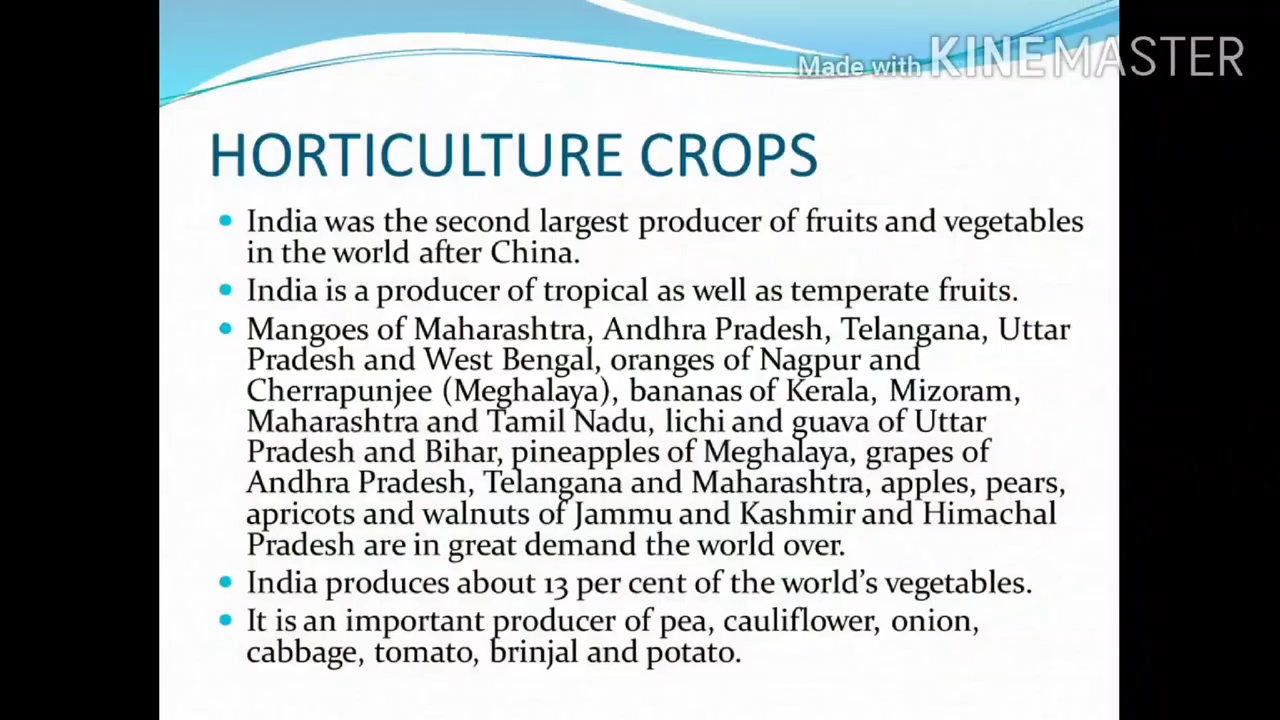 Made with KINEMASTER
HORTICULTURE CROPS
• India was the second largest producer of fruits and vegetables
in the world after China.
• India is a producer of tropical as well as temperate fruits.
• Mangoes of Maharashtra, Andhra Pradesh, Telangana, Uttar
Pradesh and West Bengal, oranges of Nagpur and
Cherrapunjee (Meghalaya), bananas of Kerala, Mizoram,
Maharashtra and Tamil Nadu, lichi and guava of Uttar
Pradesh and Bihar, pineapples of Meghalaya, grapes of
Andhra Pradesh, Telangana and Maharashtra, apples, pears,
apricots and walnuts of Jammu and Kashmir and Himachal
Pradesh are in great demand the world over.
• India produces about 13 per cent of the world’s vegetables.
• It is an important producer of pea, cauliflower, onion,
cabbage, tomato, brinjal and potato.